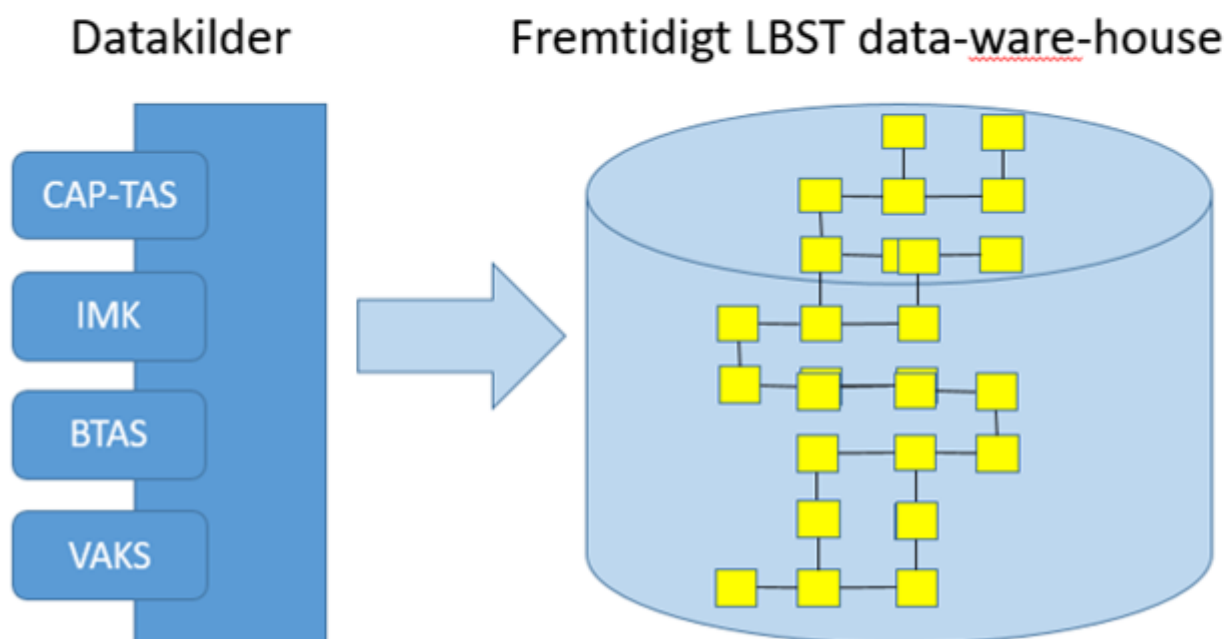 Datakilder
Fremtidigt LBST data-ware-house
CAP-TAS
IMK
BTAS
VAKS